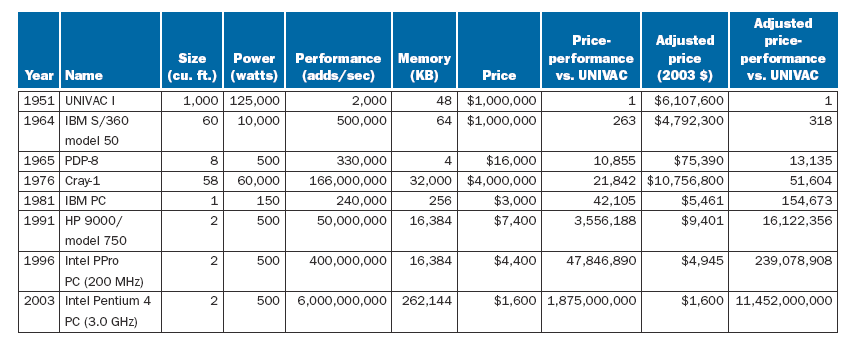 Year Name Size (cu. ft.) Power (watts) Performance (adds/sec) Memory (KB) Price Price-performance vs. UNIVAC Adjusted price (2003 $) Adjusted price-performance vs. UNIVAC
1951 UNIVAC I 1,000 125,000 2,000 48 $1,000,000 1 $6,107,600 1
1964 IBM S/360 60 10,000 500,000 64 $1,000,000 263 $4,792,300 318
model 50
1965 PDP-8 8 500 330,000 4 $16,000 10,855 $75,390 13,135
1976 Cray-1 58 60,000 166,000,000 32,000 $4,000,000 21,842 $10,756,800 51,604
1981 IBM PC 1 150 240,000 256 $3,000 42,105 $5,461 154,673
1991 HP 9000/ 2 500 50,000,000 16,384 $7,400 3,556,188 $9,401 16,122,356
model 750
1996 Intel PPro 2 500 400,000,000 16,384 $4,400 47,846,890 $4,945 239,078,908
PC (200 MHz)
2003 Intel Pentium 4 2 500 6,000,000,000 262,144 $1,600 1,875,000,000 $1,600 11,452,000,000
PC (3.0 GHz)